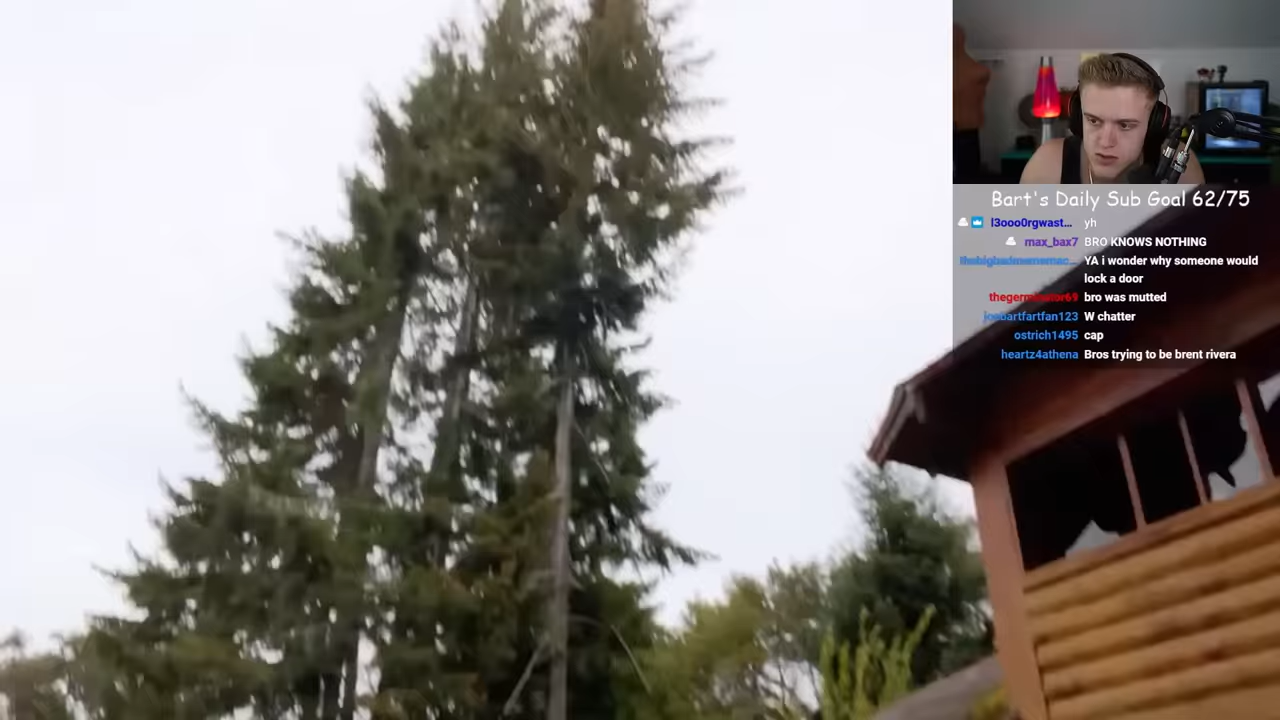 Bart's Daily Sub Goal 62/75
l3ooo0rgwast... yh
max_bax7 BRO KNOWS NOTHING
YA i wonder why someone would
lock a door
bro was mutted
W chatter
ostrich1495 cap
heartz4athena Bros trying to be brent rivera